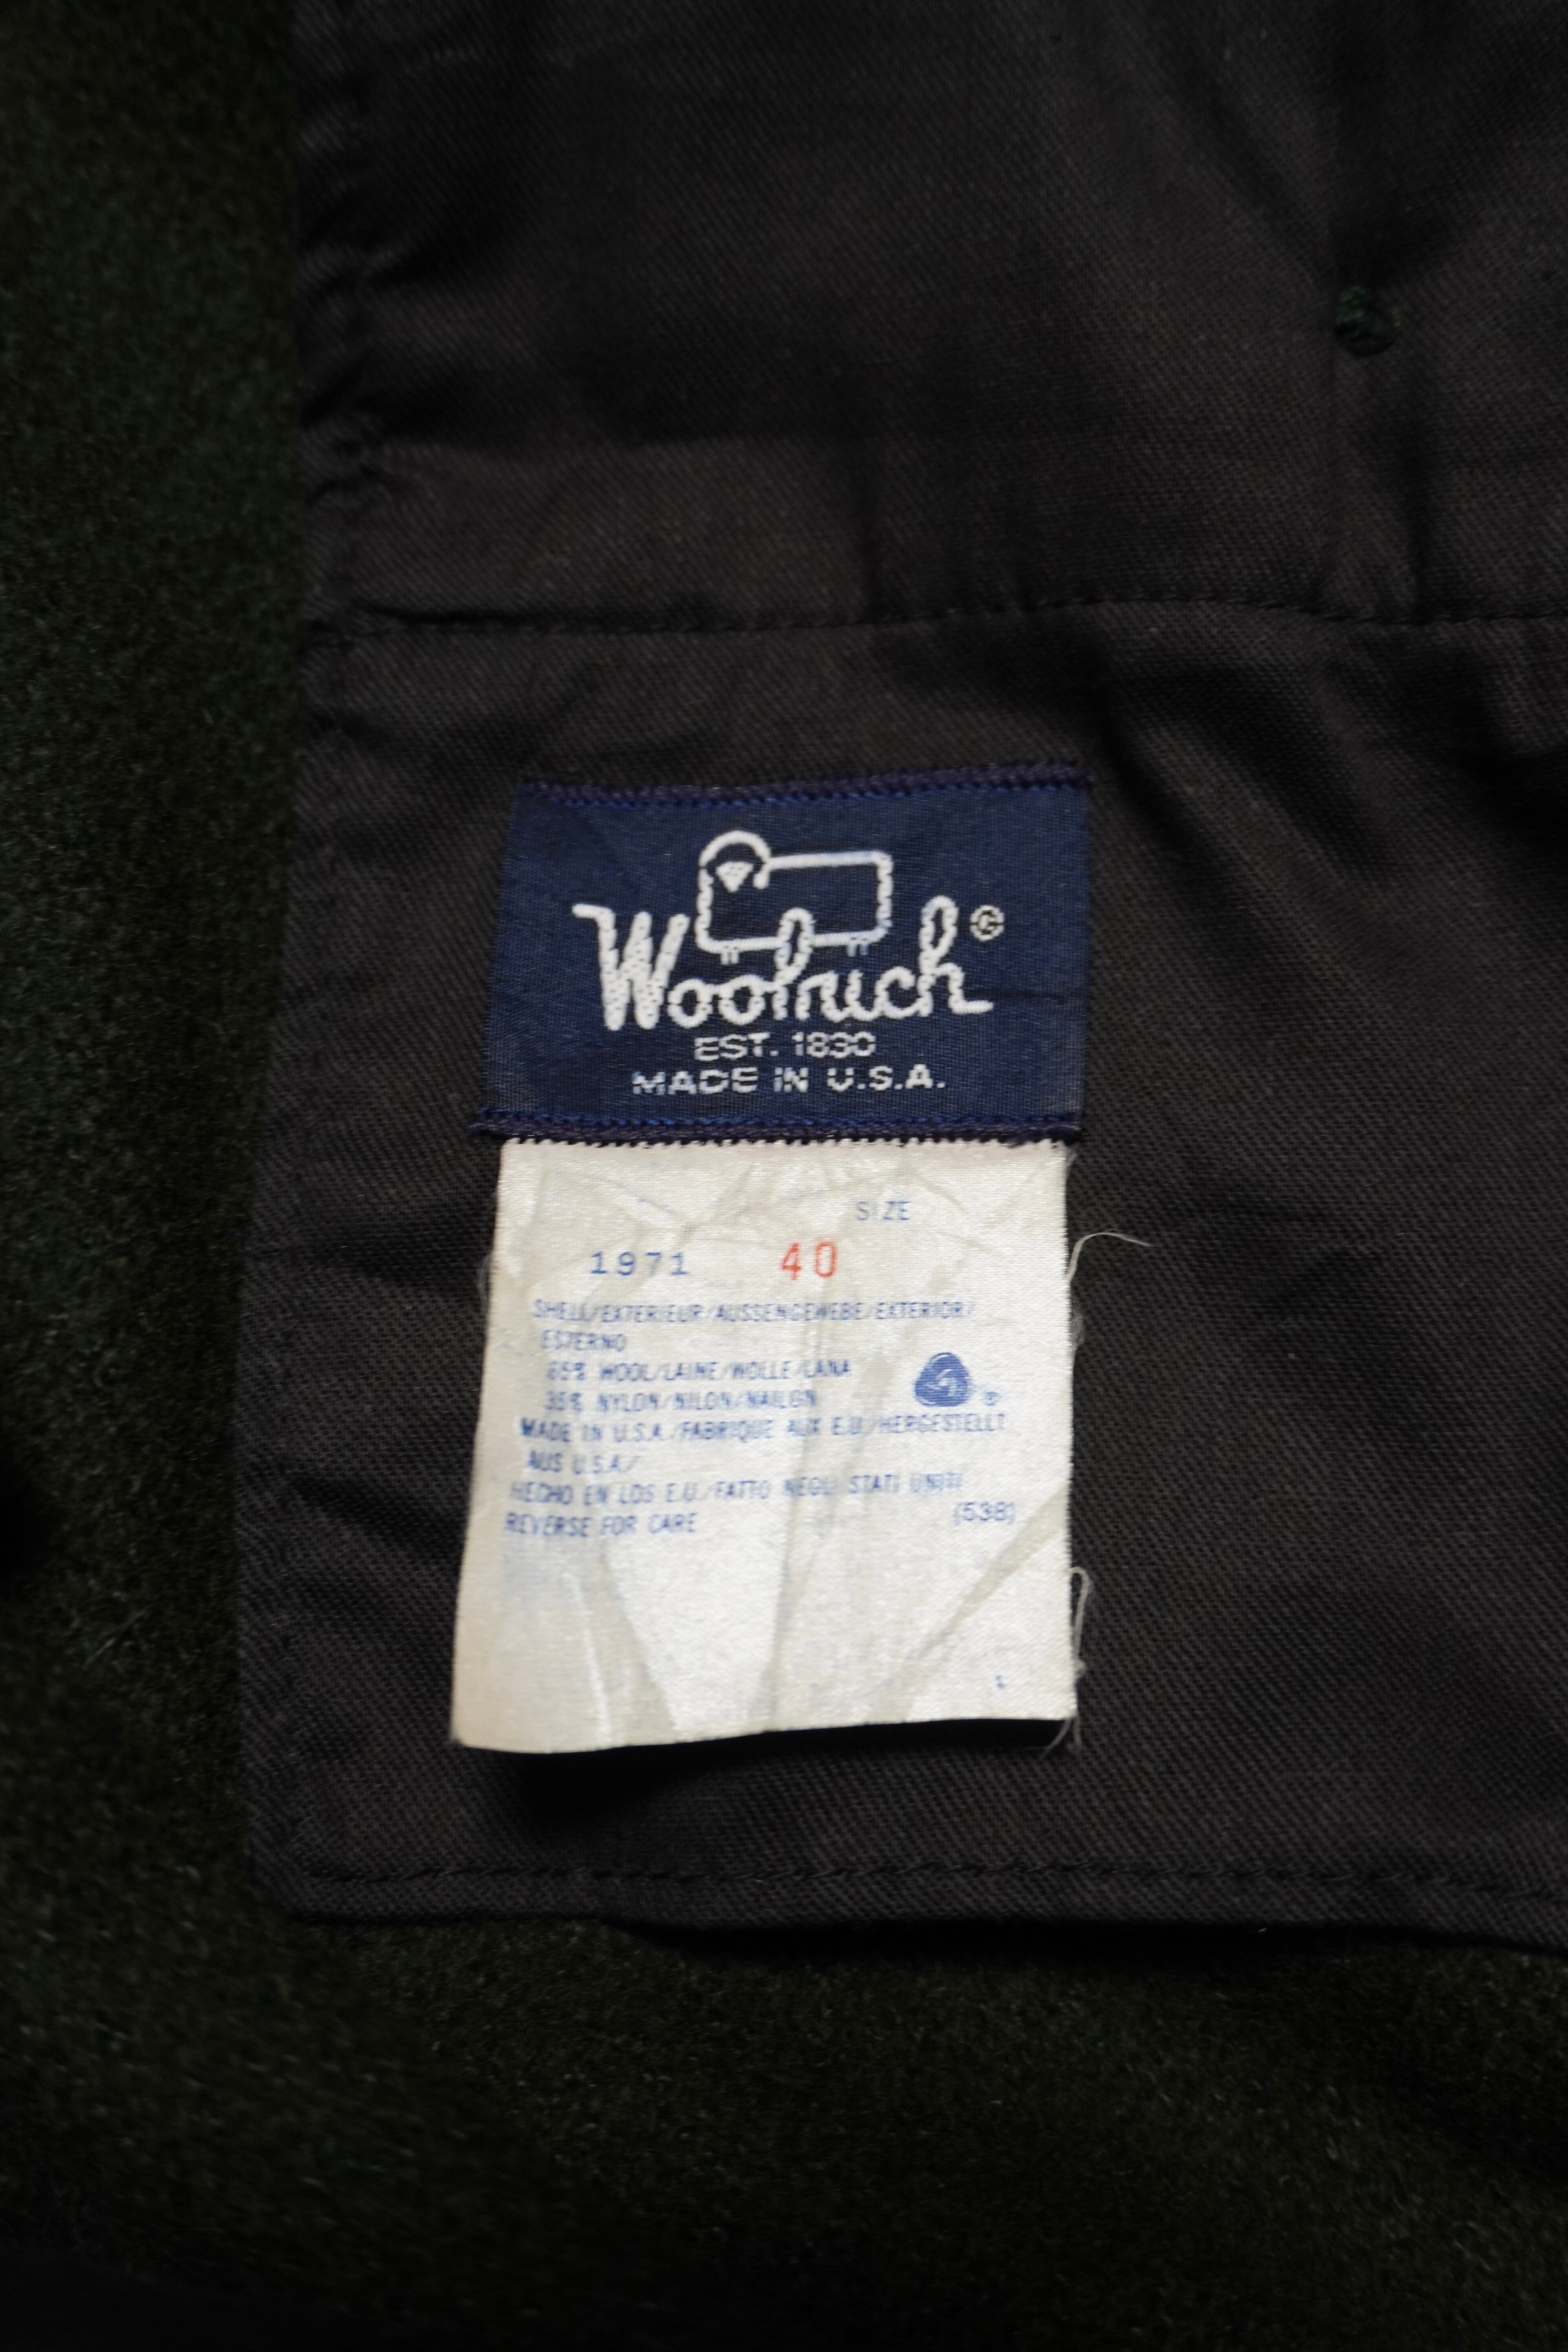 Woolrich®
EST. 1830
MADE IN U.S.A.
SIZE
1971 40
SHELL/EXTERIEUR/AUSSENGEWEBE/EXTERIOR/
ESTERNO
65% WOOL/LAINE/WOLLE/LANA
35% NYLON/NILON/NAILON
®
MADE IN U.S.A./FABRIQUE AUX E.U./HERGESTELLT
AUS U.S.A./
HECHO EN LOS E.U./FATTO NEGLI STATI UNITI
REVERSE FOR CARE (538)